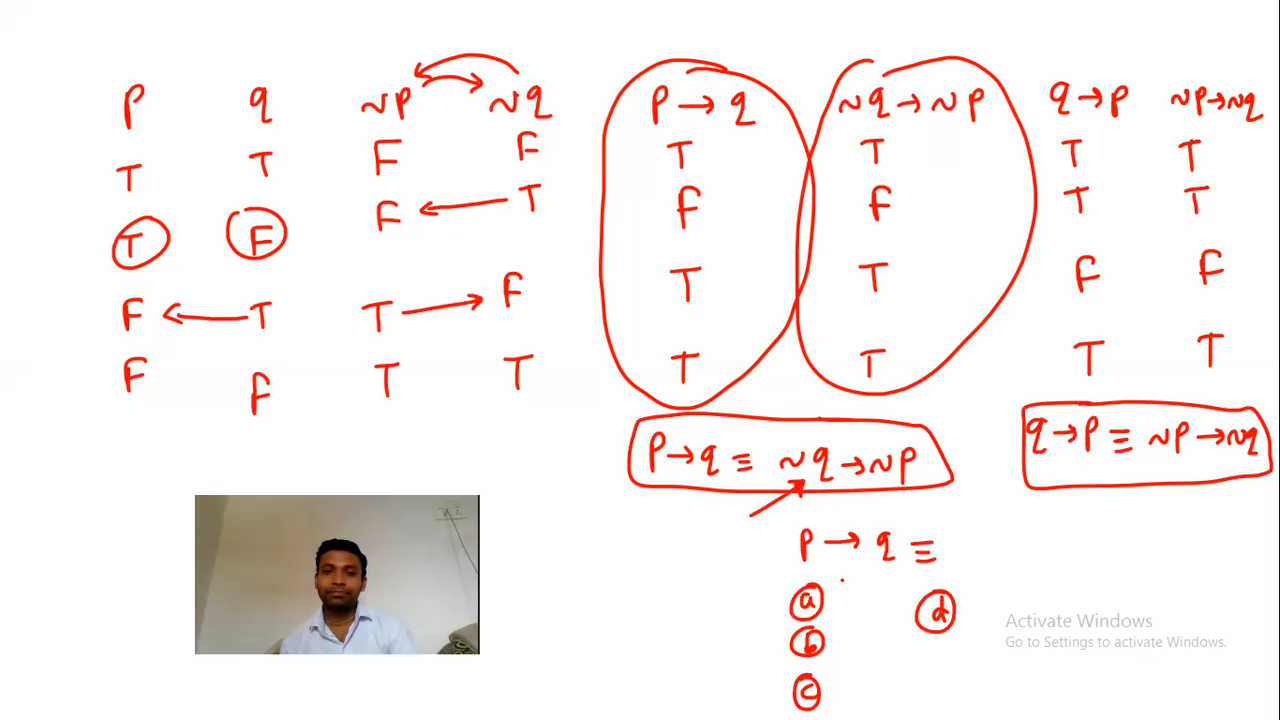 p q ~p ~q p → q ~q → ~p q → p ~p → ~q
T T F F T T T T
T F F T F F T T
F T T F T T F F
F F T T T T T T
p → q ≡ ~q → ~p q → p ≡ ~p → ~q
p → q ≡
a d
b
c
Activate Windows
Go to Settings to activate Windows.